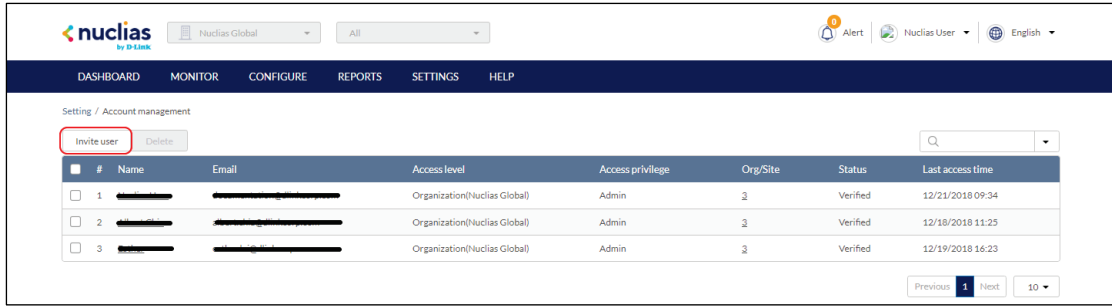 nuclias
by D-Link
Nuclias Global
All
0
Alert
Nuclias User
English
DASHBOARD MONITOR CONFIGURE REPORTS SETTINGS HELP
Setting / Account management
Invite user Delete
# Name Email Access level Access privilege Org/Site Status Last access time
1 Organization(Nuclias Global) Admin 3 Verified 12/21/2018 09:34
2 Organization(Nuclias Global) Admin 3 Verified 12/18/2018 11:25
3 Organization(Nuclias Global) Admin 3 Verified 12/19/2018 16:23
Previous 1 Next 10